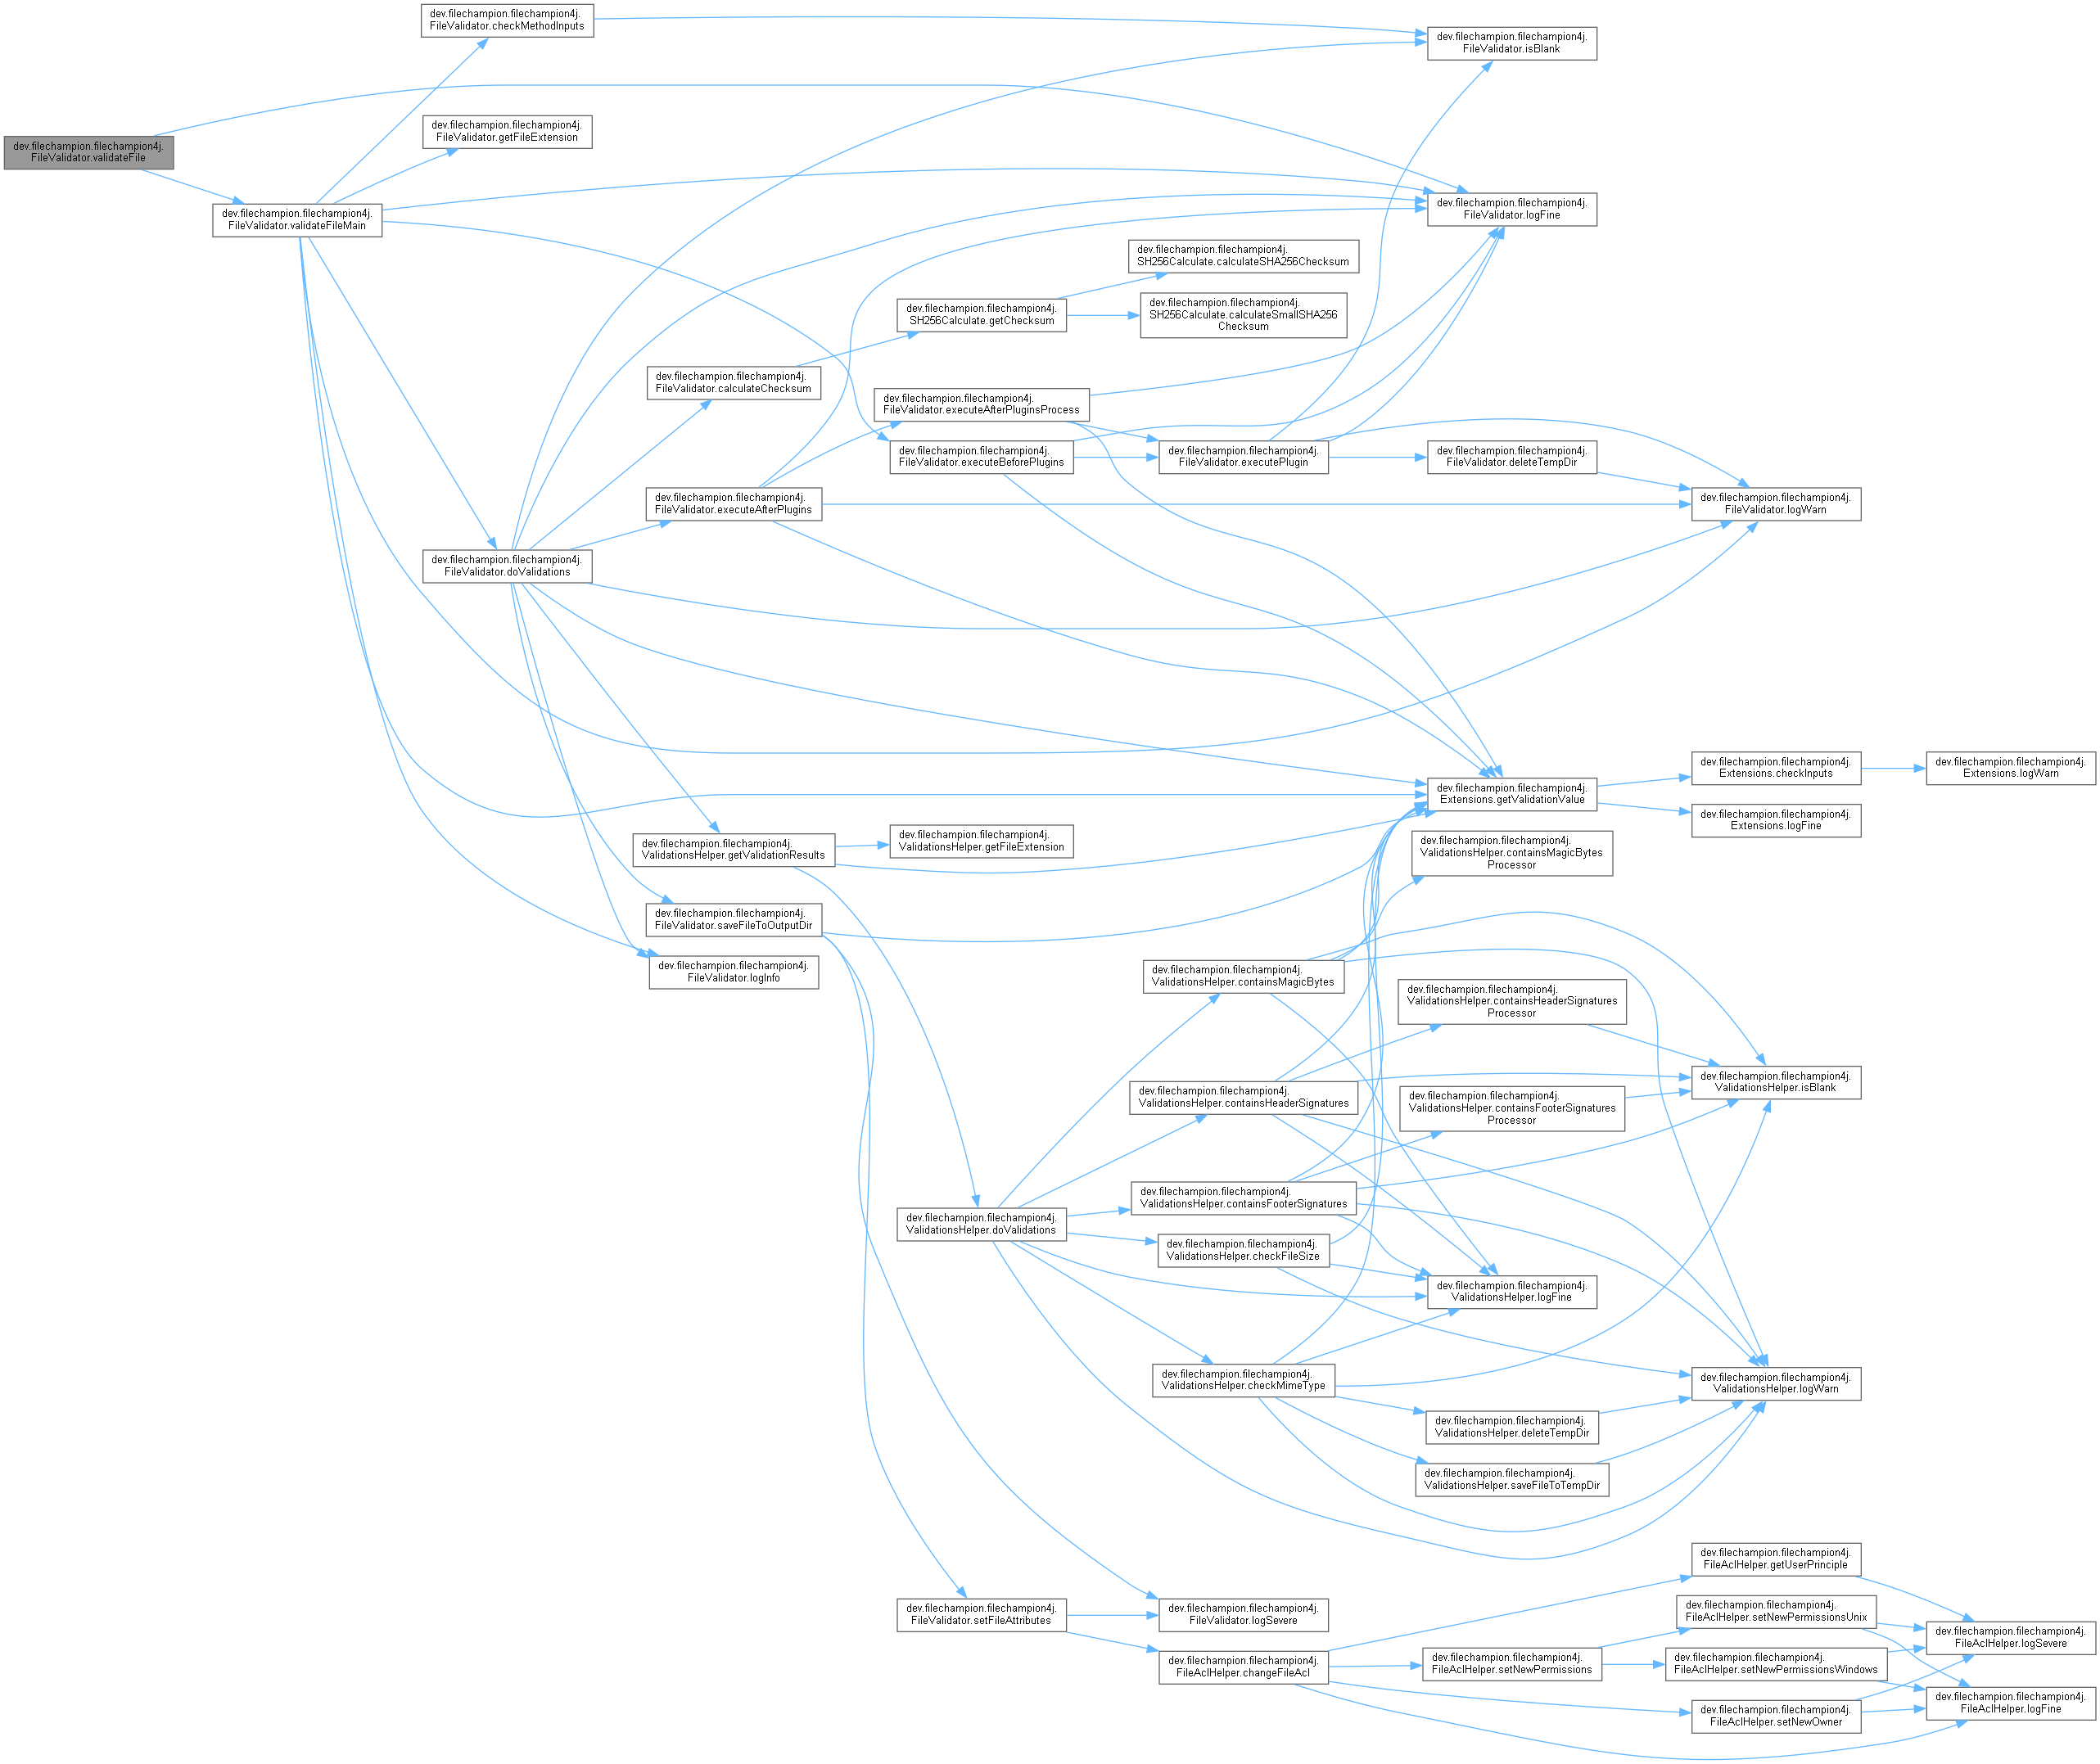 dev.filechampion.filechampion4j.
FileValidator.checkMethodInputs
dev.filechampion.filechampion4j.
FileValidator.isBlank
dev.filechampion.filechampion4j.
FileValidator.getFileExtension
dev.filechampion.filechampion4j.
FileValidator.validateFile
dev.filechampion.filechampion4j.
FileValidator.validateFileMain
dev.filechampion.filechampion4j.
FileValidator.logFine
dev.filechampion.filechampion4j.
SH256Calculate.calculateSHA256Checksum
dev.filechampion.filechampion4j.
SH256Calculate.getChecksum
dev.filechampion.filechampion4j.
SH256Calculate.calculateSmallSHA256
Checksum
dev.filechampion.filechampion4j.
FileValidator.calculateChecksum
dev.filechampion.filechampion4j.
FileValidator.executeAfterPluginsProcess
dev.filechampion.filechampion4j.
FileValidator.executeBeforePlugins
dev.filechampion.filechampion4j.
FileValidator.executePlugin
dev.filechampion.filechampion4j.
FileValidator.deleteTempDir
dev.filechampion.filechampion4j.
FileValidator.executeAfterPlugins
dev.filechampion.filechampion4j.
FileValidator.logWarn
dev.filechampion.filechampion4j.
FileValidator.doValidations
dev.filechampion.filechampion4j.
Extensions.getValidationValue
dev.filechampion.filechampion4j.
Extensions.checkInputs
dev.filechampion.filechampion4j.
Extensions.logWarn
dev.filechampion.filechampion4j.
Extensions.logFine
dev.filechampion.filechampion4j.
ValidationsHelper.getValidationResults
dev.filechampion.filechampion4j.
ValidationsHelper.getFileExtension
dev.filechampion.filechampion4j.
ValidationsHelper.containsMagicBytes
Processor
dev.filechampion.filechampion4j.
FileValidator.saveFileToOutputDir
dev.filechampion.filechampion4j.
FileValidator.logInfo
dev.filechampion.filechampion4j.
ValidationsHelper.containsMagicBytes
dev.filechampion.filechampion4j.
ValidationsHelper.containsHeaderSignatures
Processor
dev.filechampion.filechampion4j.
ValidationsHelper.isBlank
dev.filechampion.filechampion4j.
ValidationsHelper.containsHeaderSignatures
dev.filechampion.filechampion4j.
ValidationsHelper.containsFooterSignatures
Processor
dev.filechampion.filechampion4j.
ValidationsHelper.containsFooterSignatures
dev.filechampion.filechampion4j.
ValidationsHelper.doValidations
dev.filechampion.filechampion4j.
ValidationsHelper.checkFileSize
dev.filechampion.filechampion4j.
ValidationsHelper.logFine
dev.filechampion.filechampion4j.
ValidationsHelper.checkMimeType
dev.filechampion.filechampion4j.
ValidationsHelper.logWarn
dev.filechampion.filechampion4j.
ValidationsHelper.deleteTempDir
dev.filechampion.filechampion4j.
ValidationsHelper.saveFileToTempDir
dev.filechampion.filechampion4j.
FileAclHelper.getUserPrinciple
dev.filechampion.filechampion4j.
FileValidator.setFileAttributes
dev.filechampion.filechampion4j.
FileValidator.logSevere
dev.filechampion.filechampion4j.
FileAclHelper.setNewPermissionsUnix
dev.filechampion.filechampion4j.
FileAclHelper.logSevere
dev.filechampion.filechampion4j.
FileAclHelper.changeFileAcl
dev.filechampion.filechampion4j.
FileAclHelper.setNewPermissions
dev.filechampion.filechampion4j.
FileAclHelper.setNewPermissionsWindows
dev.filechampion.filechampion4j.
FileAclHelper.setNewOwner
dev.filechampion.filechampion4j.
FileAclHelper.logFine